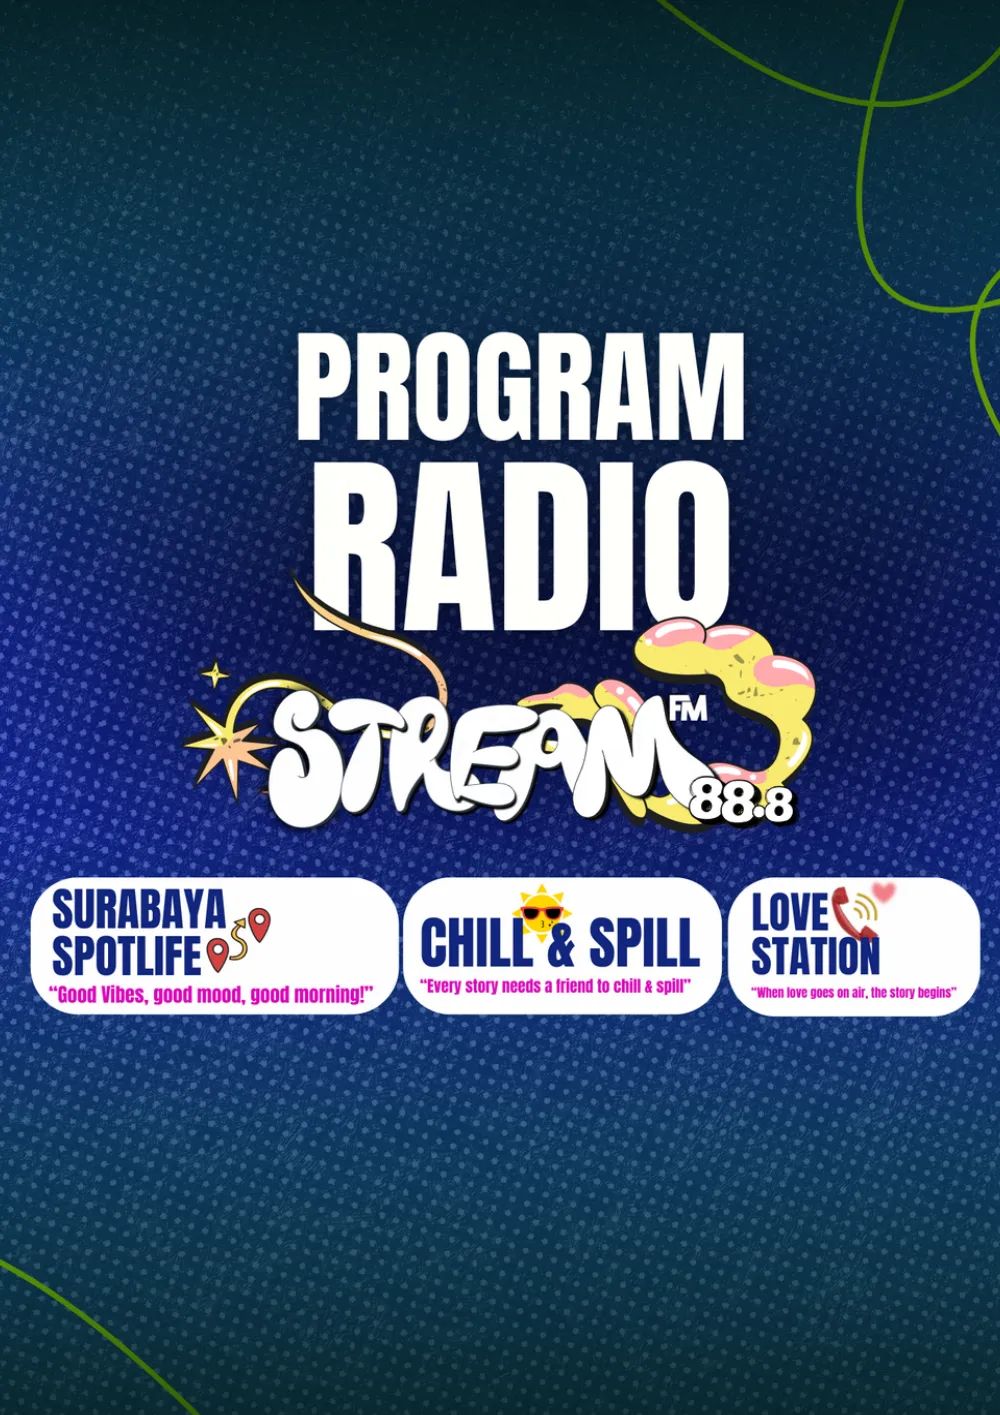 PROGRAM
RADIO
STREAM FM
88.8
SURABAYA
SPOTLIFE
“Good Vibes, good mood, good morning!”
CHILL & SPILL
“Every story needs a friend to chill & spill”
LOVE
STATION
“When love goes on air, the story begins”